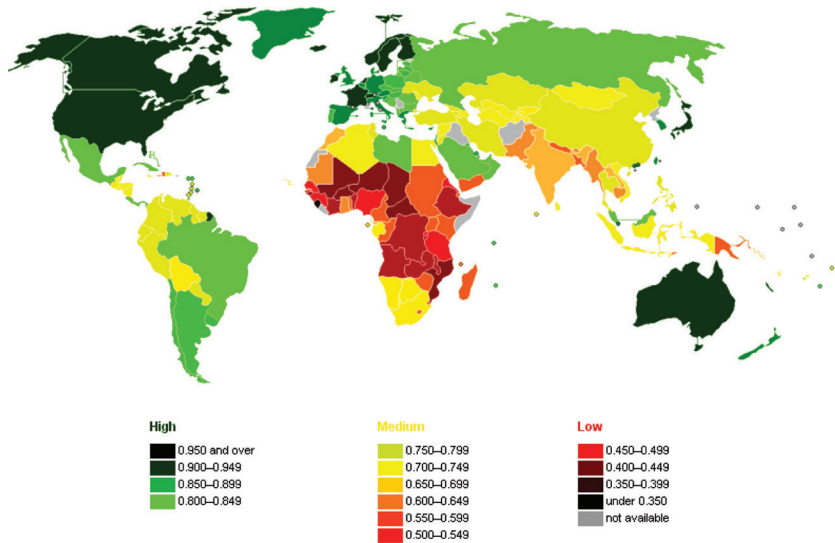 High
0.950 and over
0.900–0.949
0.850–0.899
0.800–0.849
Medium
0.750–0.799
0.700–0.749
0.650–0.699
0.600–0.649
0.550–0.599
0.500–0.549
Low
0.450–0.499
0.400–0.449
0.350–0.399
under 0.350
not available